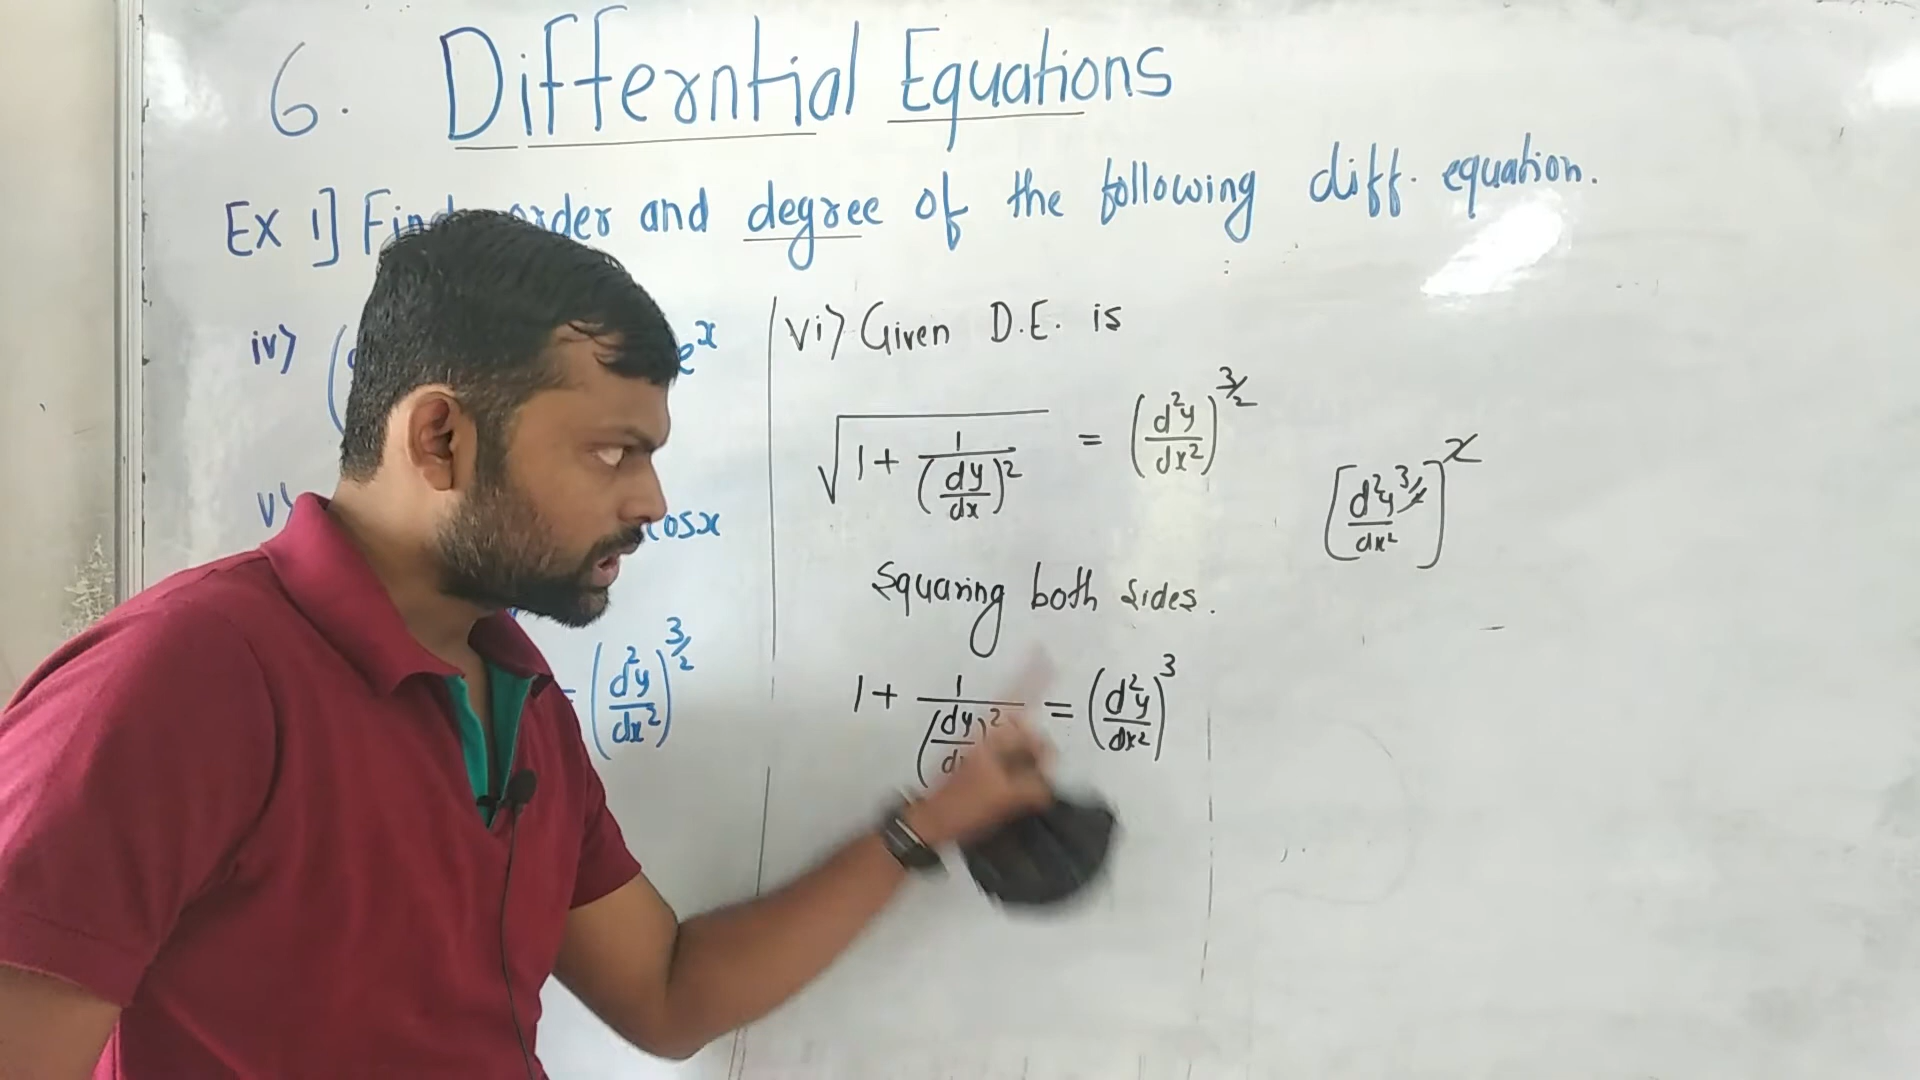 6. Differntial Equations
Ex 1] Find order and degree of the following diff. equation.
iv) ( e^x
v) cosx
= (d²y/dx²)^3/2
vi) Given D.E. is
√(1 + 1/(dy/dx)²) = (d²y/dx²)^3/2
[d²y/dx² ^3/2]^2
Squaring both sides.
1 + 1/(dy/dx)² = (d²y/dx²)³